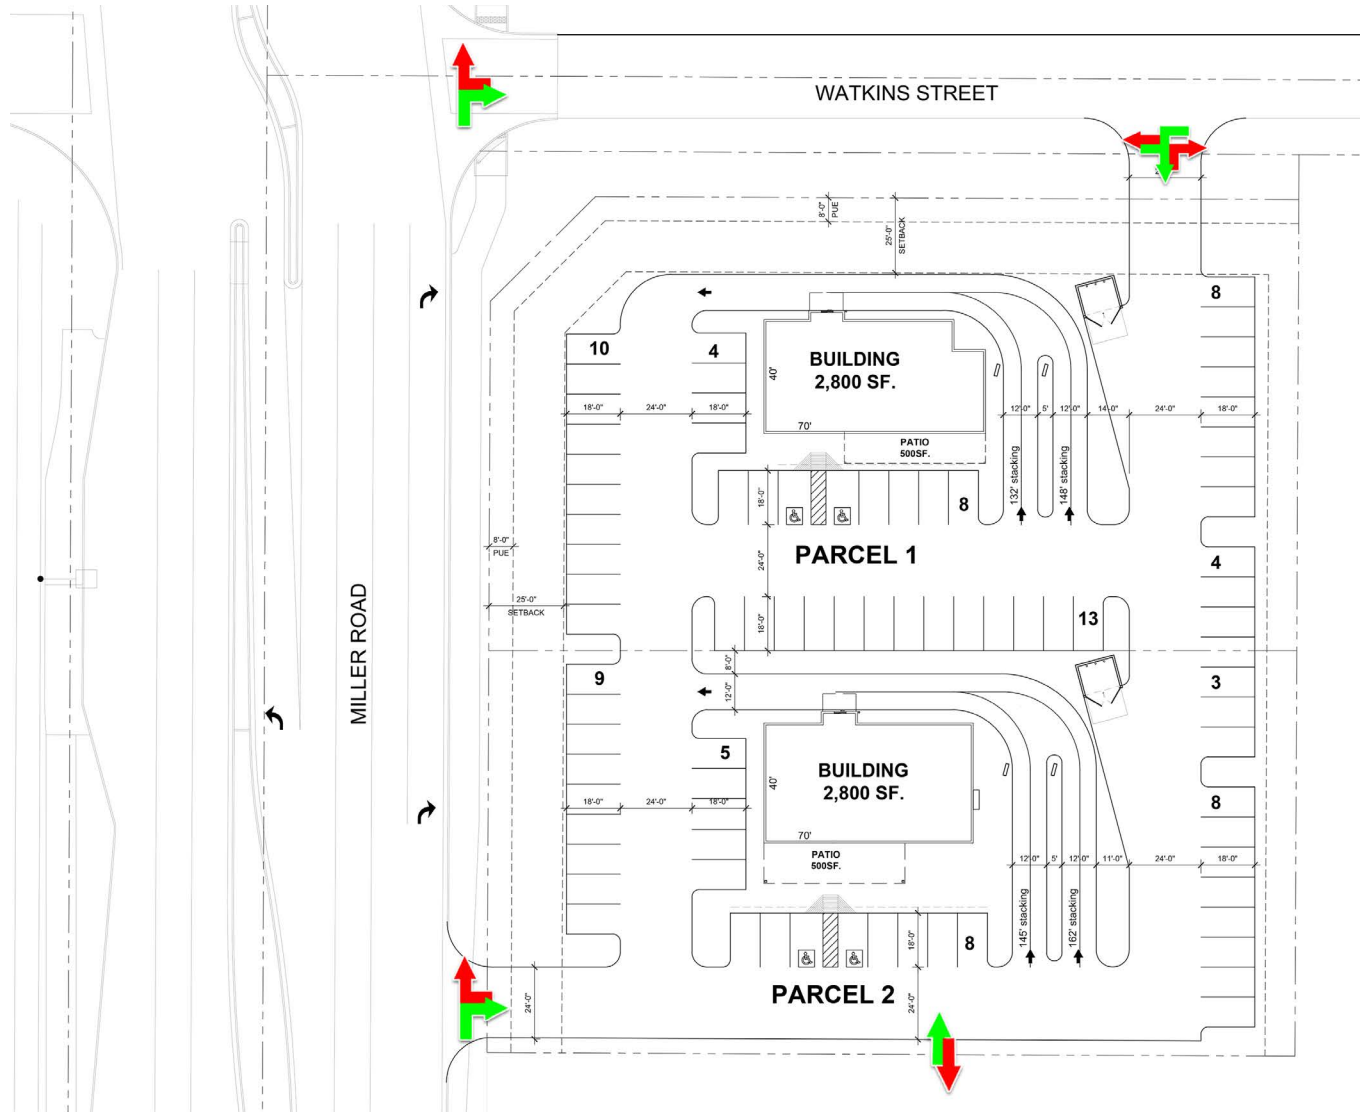 WATKINS STREET
8'-0"
PUE
25'-0"
SETBACK
8
10
4
BUILDING
2,800 SF.
40'
70'
18'-0"
24'-0"
18'-0"
12'-0"
5'
12'-0"
14'-0"
24'-0"
18'-0"
PATIO
500SF.
132' stacking
148' stacking
18'-0"
8
8'-0"
PUE
PARCEL 1
24'-0"
4
25'-0"
SETBACK
MILLER ROAD
18'-0"
13
8'-0"
9
12'-0"
3
5
BUILDING
2,800 SF.
40'
70'
18'-0"
24'-0"
18'-0"
8
PATIO
500SF.
12'-0"
5'
12'-0"
11'-0"
24'-0"
18'-0"
145' stacking
162' stacking
18'-0"
8
PARCEL 2
24'-0"
24'-0"